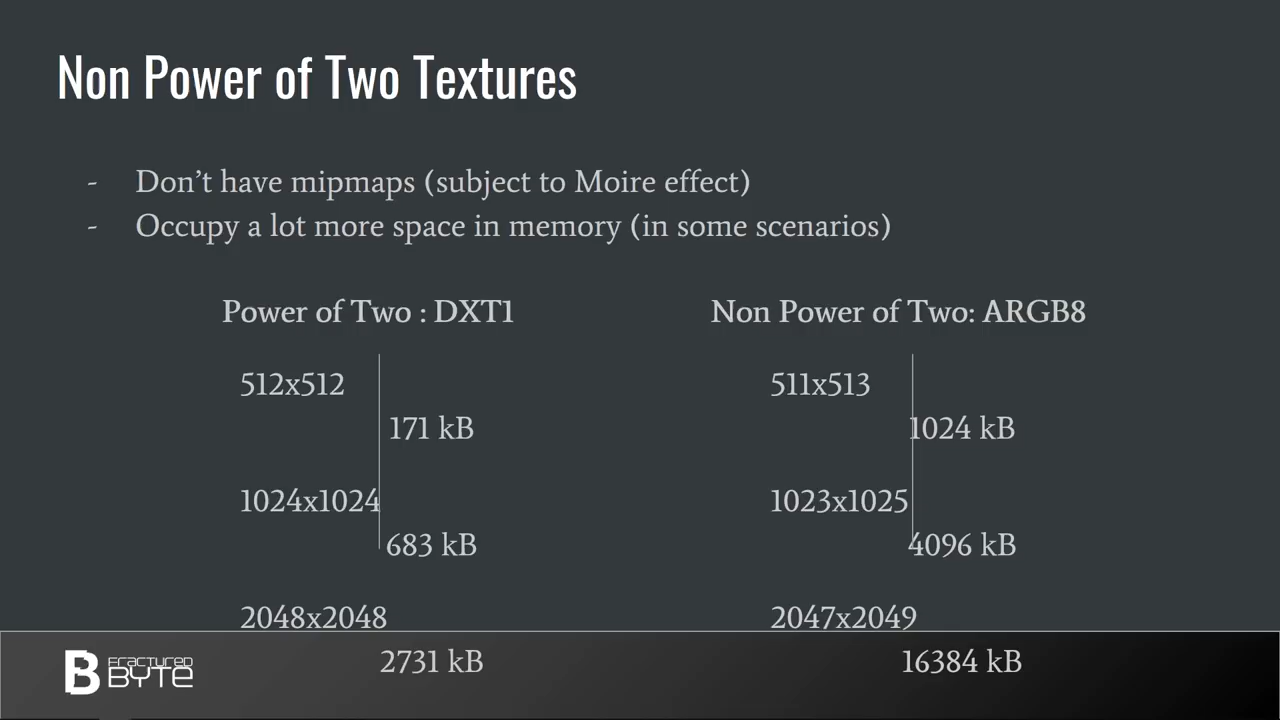 Non Power of Two Textures
- Don't have mipmaps (subject to Moire effect)
- Occupy a lot more space in memory (in some scenarios)
Power of Two : DXT1
512x512
171 kB
1024x1024
683 kB
2048x2048
2731 kB
Non Power of Two: ARGB8
511x513
1024 kB
1023x1025
4096 kB
2047x2049
16384 kB
B Fractured
BYTE